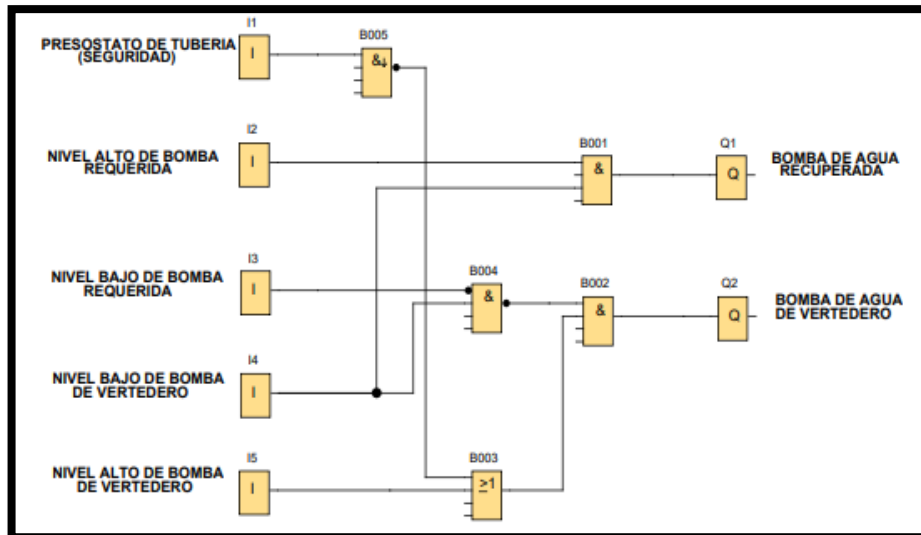 I1
PRESOSTATO DE TUBERIA
(SEGURIDAD)
I
B005
&↓
I2
NIVEL ALTO DE BOMBA
REQUERIDA
I
B001
&
Q1
Q
BOMBA DE AGUA
RECUPERADA
I3
NIVEL BAJO DE BOMBA
REQUERIDA
I
B004
&
B002
&
Q2
Q
BOMBA DE AGUA
DE VERTEDERO
I4
NIVEL BAJO DE BOMBA
DE VERTEDERO
I
I5
NIVEL ALTO DE BOMBA
DE VERTEDERO
I
B003
≥1